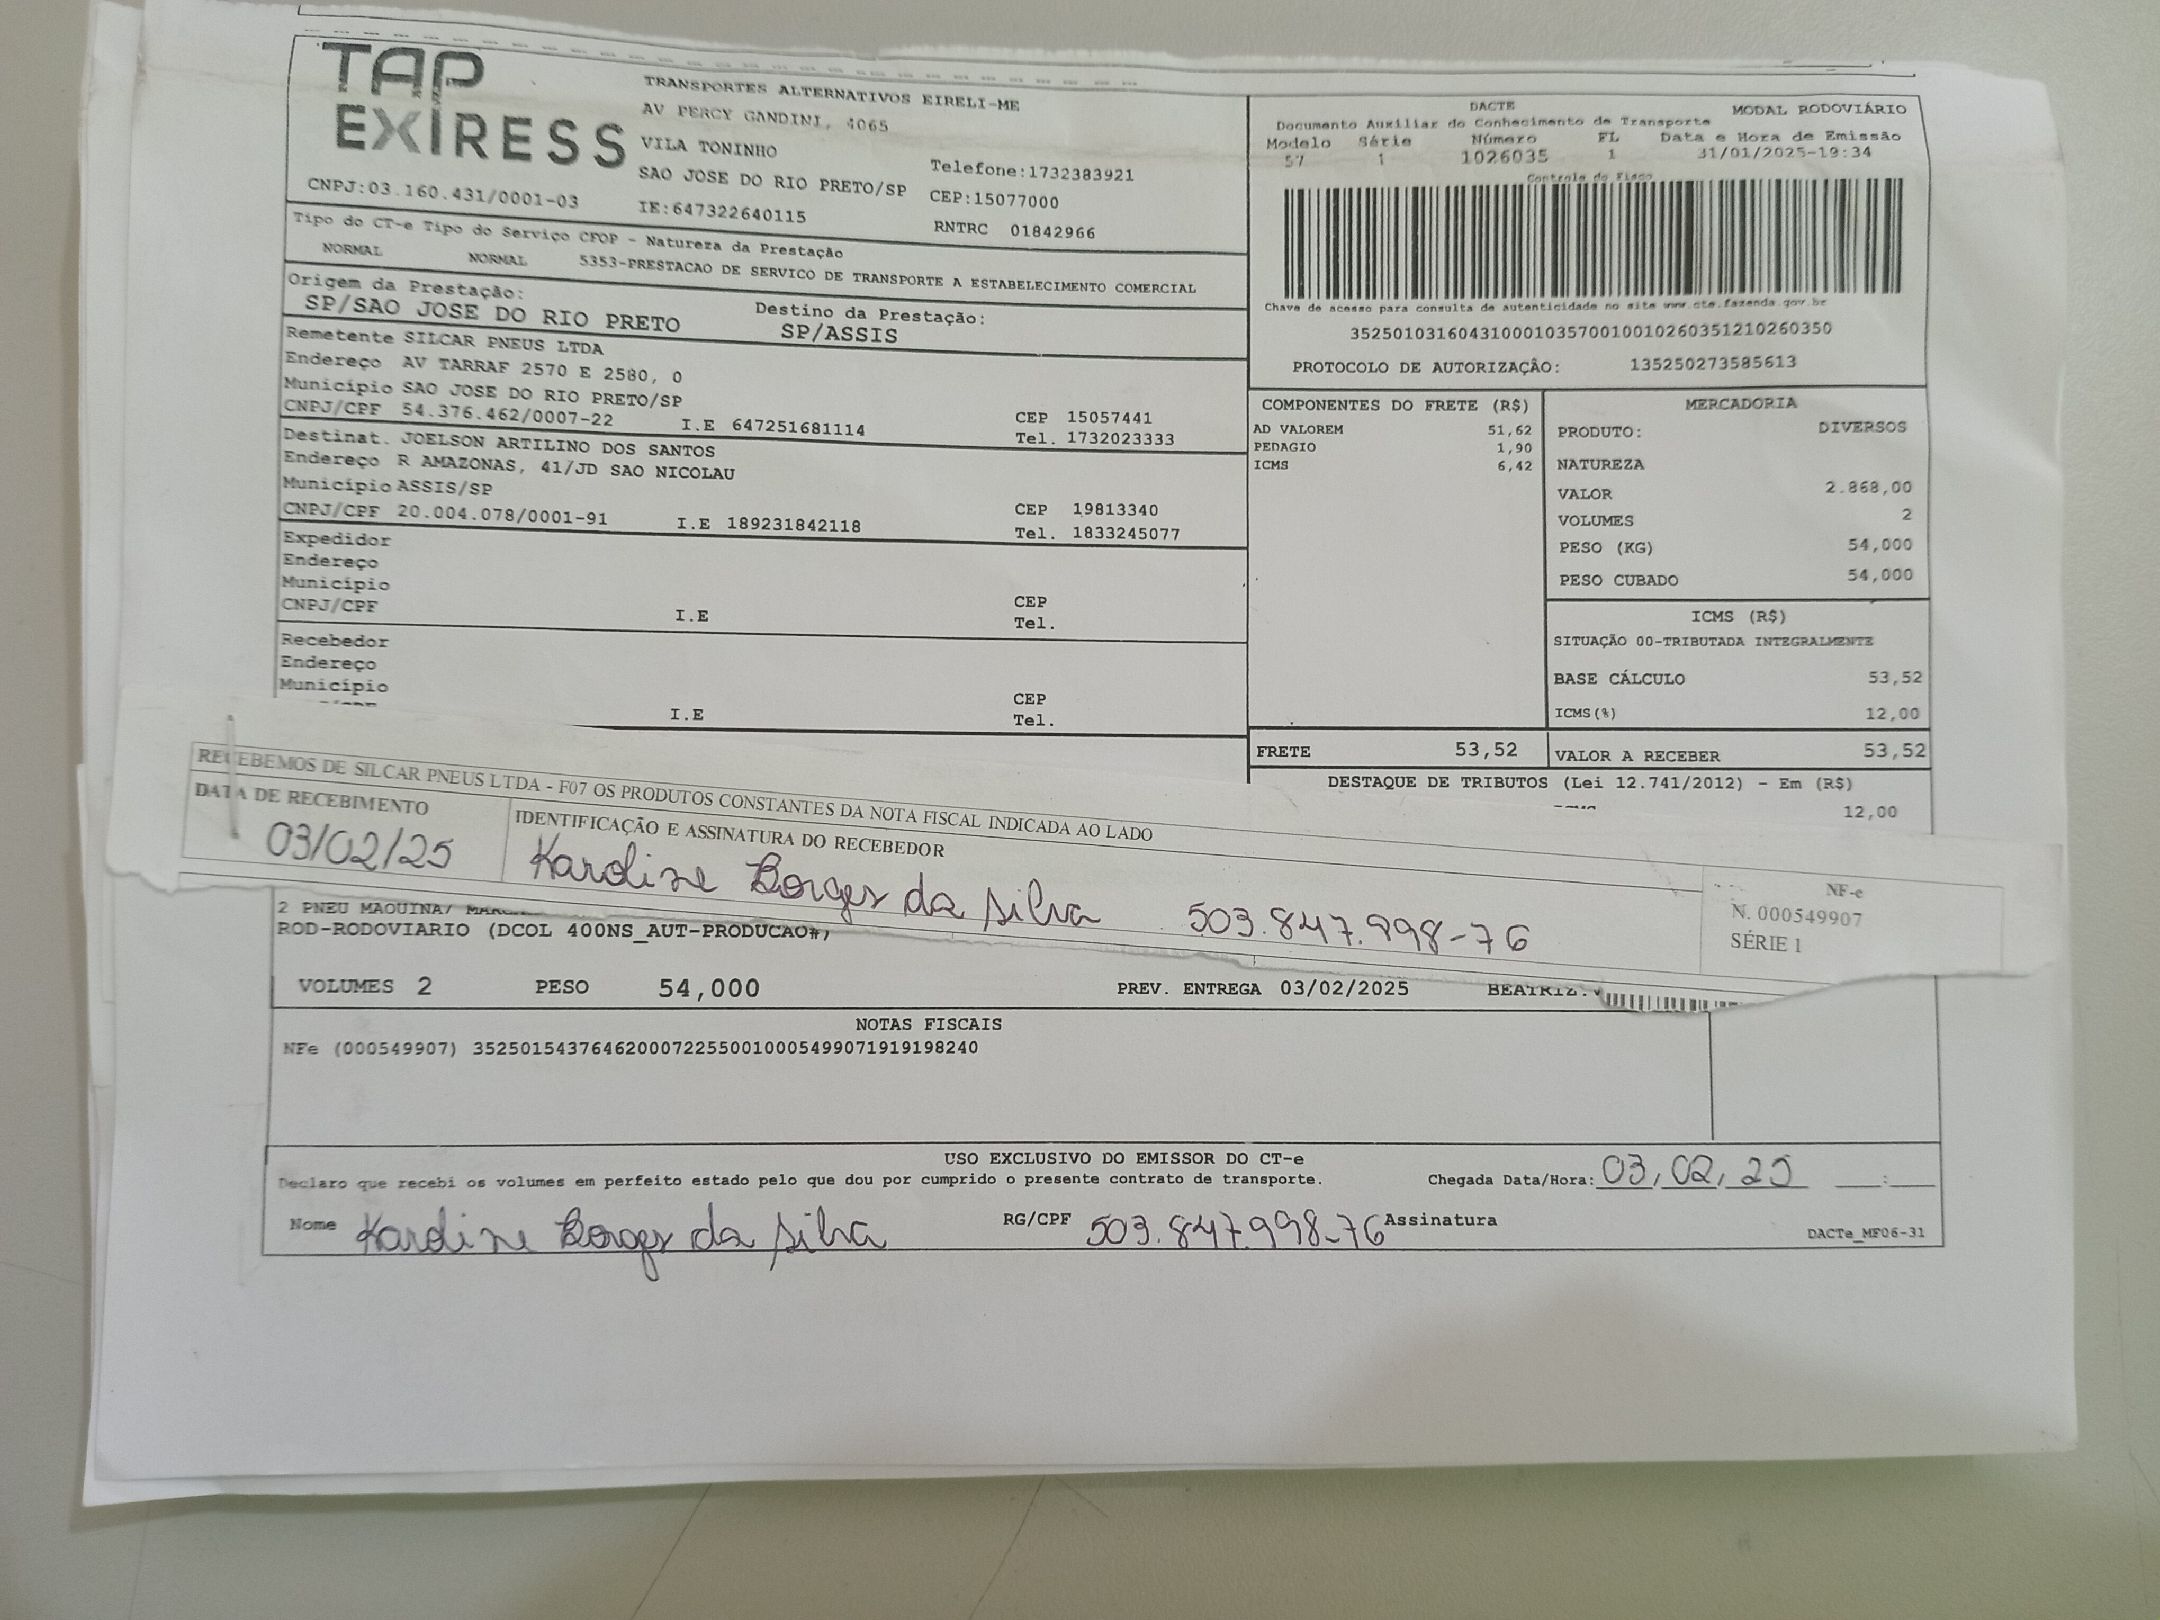 TAP
EXIRESS
TRANSPORTES ALTERNATIVOS EIRELI-ME
AV PERCY GANDINI, 4065
VILA TONINHO
SAO JOSE DO RIO PRETO/SP
Telefone:1732383921
CEP:15077000
CNPJ:03.160.431/0001-03
IE:647322640115
RNTRC 01842966
Tipo do CT-e Tipo do Serviço CFOP - Natureza da Prestação
NORMAL NORMAL 5353-PRESTACAO DE SERVICO DE TRANSPORTE A ESTABELECIMENTO COMERCIAL
Origem da Prestação:
SP/SAO JOSE DO RIO PRETO
Destino da Prestação:
SP/ASSIS
Remetente SILCAR PNEUS LTDA
Endereço AV TARRAF 2570 E 2580, 0
Município SAO JOSE DO RIO PRETO/SP
CEP 15057441
CNPJ/CPF 54.376.462/0007-22 I.E 647251681114 Tel. 1732023333
Destinat. JOELSON ARTILINO DOS SANTOS
Endereço R AMAZONAS, 41/JD SAO NICOLAU
Município ASSIS/SP
CEP 19813340
CNPJ/CPF 20.004.078/0001-91 I.E 189231842118 Tel. 1833245077
Expedidor
Endereço
Município
CEP
CNPJ/CPF I.E Tel.
Recebedor
Endereço
Município
CEP
I.E Tel.
DACTE MODAL RODOVIÁRIO
Documento Auxiliar do Conhecimento de Transporte
Modelo Série Número FL Data e Hora de Emissão
57 1 1026035 1 31/01/2025-19:34
Controle do Fisco
Chave de acesso para consulta de autenticidade no site www.cte.fazenda.gov.br
35250103160431000103570010010260351210260350
PROTOCOLO DE AUTORIZAÇÂO: 135250273585613
COMPONENTES DO FRETE (R$)
AD VALOREM 51,62
PEDAGIO 1,90
ICMS 6,42
MERCADORIA
PRODUTO: DIVERSOS
NATUREZA
VALOR 2.868,00
VOLUMES 2
PESO (KG) 54,000
PESO CUBADO 54,000
ICMS (R$)
SITUAÇÃO 00-TRIBUTADA INTEGRALMENTE
BASE CÁLCULO 53,52
ICMS(%) 12,00
FRETE 53,52 VALOR A RECEBER 53,52
DESTAQUE DE TRIBUTOS (Lei 12.741/2012) - Em (R$)
12,00
RECEBEMOS DE SILCAR PNEUS LTDA - F07 OS PRODUTOS CONSTANTES DA NOTA FISCAL INDICADA AO LADO
DATA DE RECEBIMENTO
03/02/25
IDENTIFICAÇÃO E ASSINATURA DO RECEBEDOR
Karoline Borges da Silva 503.847.998-76
NF-e
N. 000549907
SÉRIE 1
2 PNEU MAQUINA/
ROD-RODOVIARIO (DCOL 400NS_AUT-PRODUCAO#)
VOLUMES 2 PESO 54,000 PREV. ENTREGA 03/02/2025 BEATRIZ.
NOTAS FISCAIS
NFe (000549907) 35250154376462000722550010005499071919198240
USO EXCLUSIVO DO EMISSOR DO CT-e
Declaro que recebi os volumes em perfeito estado pelo que dou por cumprido o presente contrato de transporte.
Chegada Data/Hora: 03,02,25 ____:____
Nome Karoline Borges da Silva RG/CPF 503.847.998-76 Assinatura
DACTe_MF06-31